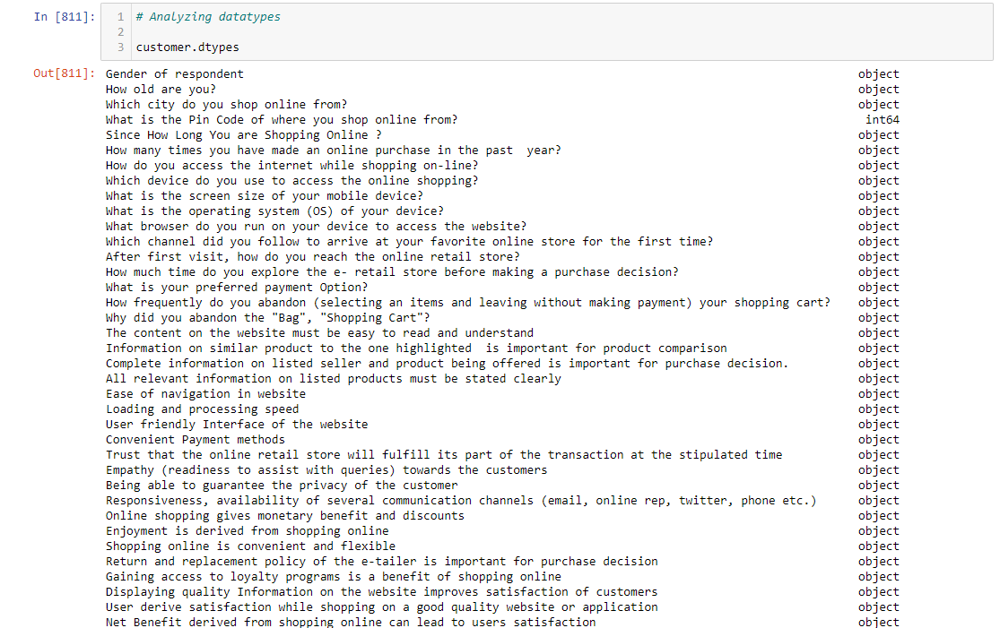 In [811]:
1 # Analyzing datatypes
2
3 customer.dtypes
Out[811]:
Gender of respondent object
How old are you? object
Which city do you shop online from? object
What is the Pin Code of where you shop online from? int64
Since How Long You are Shopping Online ? object
How many times you have made an online purchase in the past  year? object
How do you access the internet while shopping on-line? object
Which device do you use to access the online shopping? object
What is the screen size of your mobile device? object
What is the operating system (OS) of your device? object
What browser do you run on your device to access the website? object
Which channel did you follow to arrive at your favorite online store for the first time? object
After first visit, how do you reach the online retail store? object
How much time do you explore the e- retail store before making a purchase decision? object
What is your preferred payment Option? object
How frequently do you abandon (selecting an items and leaving without making payment) your shopping cart? object
Why did you abandon the "Bag", "Shopping Cart"? object
The content on the website must be easy to read and understand object
Information on similar product to the one highlighted  is important for product comparison object
Complete information on listed seller and product being offered is important for purchase decision. object
All relevant information on listed products must be stated clearly object
Ease of navigation in website object
Loading and processing speed object
User friendly Interface of the website object
Convenient Payment methods object
Trust that the online retail store will fulfill its part of the transaction at the stipulated time object
Empathy (readiness to assist with queries) towards the customers object
Being able to guarantee the privacy of the customer object
Responsiveness, availability of several communication channels (email, online rep, twitter, phone etc.) object
Online shopping gives monetary benefit and discounts object
Enjoyment is derived from shopping online object
Shopping online is convenient and flexible object
Return and replacement policy of the e-tailer is important for purchase decision object
Gaining access to loyalty programs is a benefit of shopping online object
Displaying quality Information on the website improves satisfaction of customers object
User derive satisfaction while shopping on a good quality website or application object
Net Benefit derived from shopping online can lead to users satisfaction object